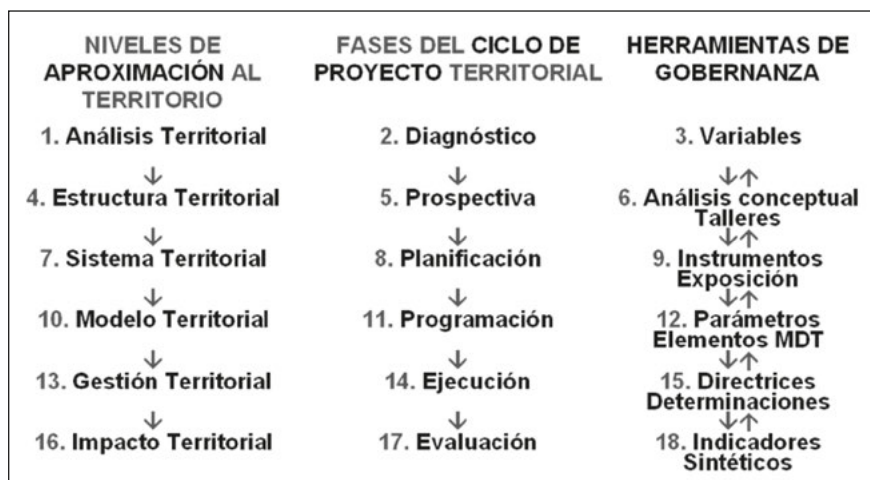 NIVELES DE
APROXIMACIÓN AL
TERRITORIO
FASES DEL CICLO DE
PROYECTO TERRITORIAL
HERRAMIENTAS DE
GOBERNANZA
1. Análisis Territorial
2. Diagnóstico
3. Variables
4. Estructura Territorial
5. Prospectiva
6. Análisis conceptual
Talleres
7. Sistema Territorial
8. Planificación
9. Instrumentos
Exposición
10. Modelo Territorial
11. Programación
12. Parámetros
Elementos MDT
13. Gestión Territorial
14. Ejecución
15. Directrices
Determinaciones
16. Impacto Territorial
17. Evaluación
18. Indicadores
Sintéticos